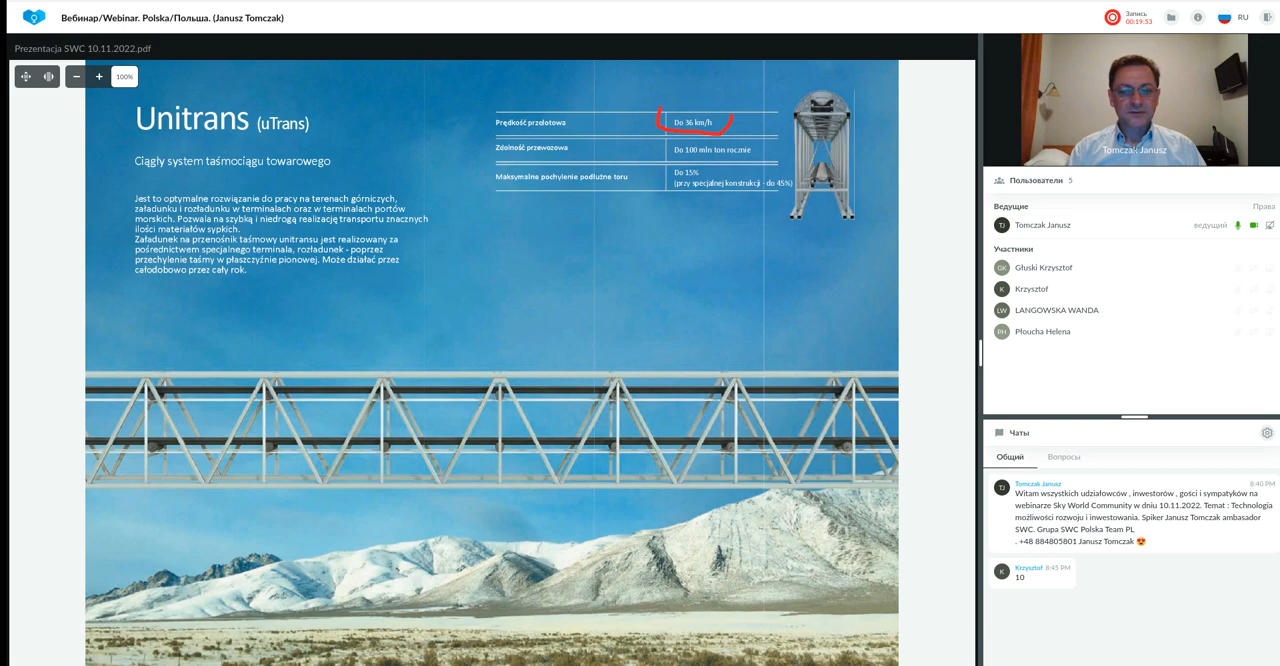 Вебинар/Webinar. Polska/Польша. (Janusz Tomczak)
Запись
00:19:53
RU
Prezentacja SWC 10.11.2022.pdf
100%
Unitrans (uTrans)
Ciągły system taśmociągu towarowego
Jest to optymalne rozwiązanie do pracy na terenach górniczych,
załadunku i rozładunku w terminalach oraz w terminalach portów
morskich. Pozwala na szybką i niedrogą realizację transportu znacznych
ilości materiałów sypkich.
Załadunek na przenośnik taśmowy unitransu jest realizowany za
pośrednictwem specjalnego terminala, rozładunek - poprzez
przechylenie taśmy w płaszczyźnie pionowej. Może działać przez
całodobowo przez cały rok.
Prędkość przelotowa
Do 36 km/h
Zdolność przewozowa
Do 100 mln ton rocznie
Maksymalne pochylenie podłużne toru
Do 15%
(przy specjalnej konstrukcji - do 45%)
Tomczak Janusz
Пользователи 5
Ведущие
Права
TJ
Tomczak Janusz
ведущий
Участники
GK
Głuski Krzysztof
K
Krzysztof
LW
LANGOWSKA WANDA
PH
Płoucha Helena
Чаты
Общий
Вопросы
TJ
Tomczak Janusz
8:40 PM
Witam wszystkich udziałowców , inwestorów , gości i sympatyków na
webinarze Sky World Community w dniu 10.11.2022. Temat : Technologia
możliwości rozwoju i inwestowania. Spiker Janusz Tomczak ambasador
SWC. Grupa SWC Polska Team PL
. +48 884805801 Janusz Tomczak 😍
K
Krzysztof 8:45 PM
10